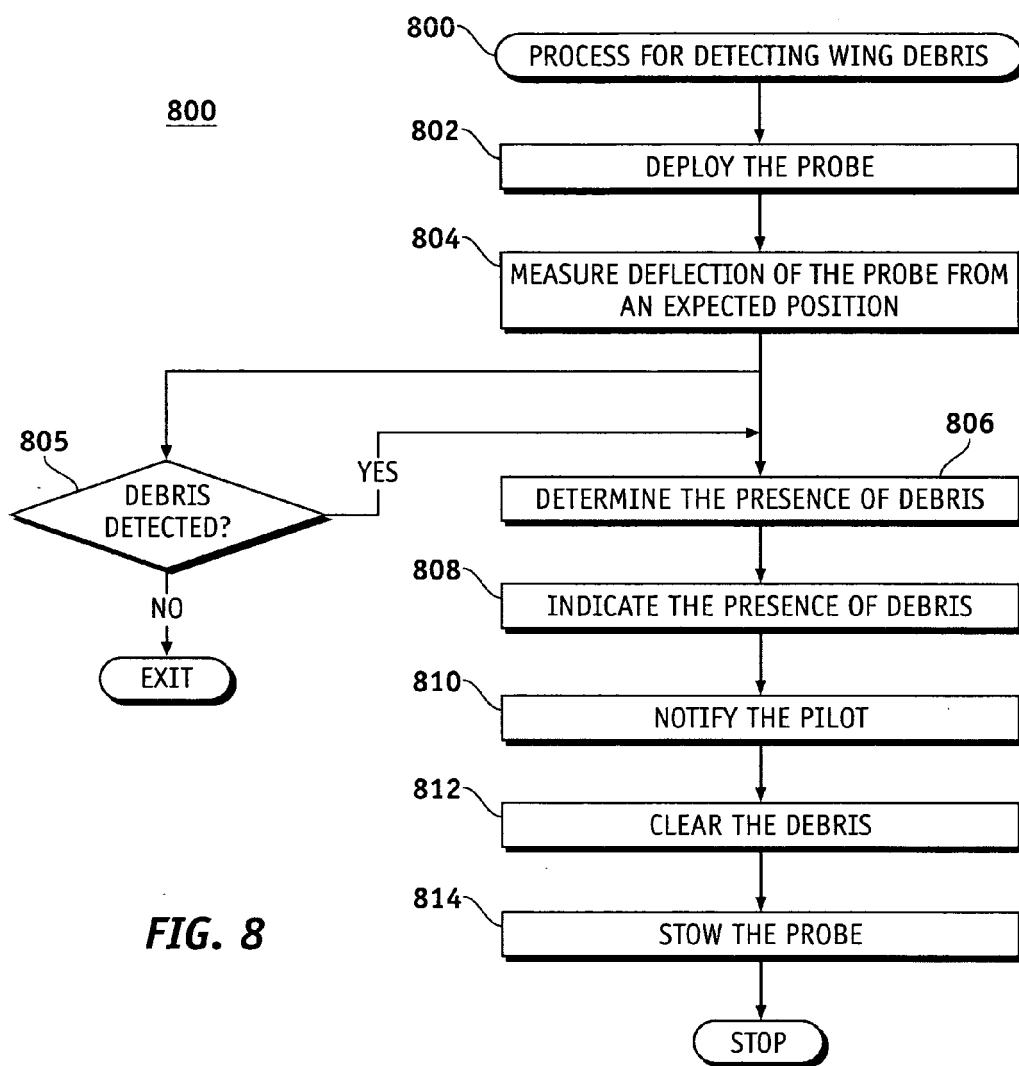 800
PROCESS FOR DETECTING WING DEBRIS
800
802
DEPLOY THE PROBE
804
MEASURE DEFLECTION OF THE PROBE FROM
AN EXPECTED POSITION
805
DEBRIS
DETECTED?
YES
NO
EXIT
806
DETERMINE THE PRESENCE OF DEBRIS
808
INDICATE THE PRESENCE OF DEBRIS
810
NOTIFY THE PILOT
812
CLEAR THE DEBRIS
814
STOW THE PROBE
STOP
FIG. 8